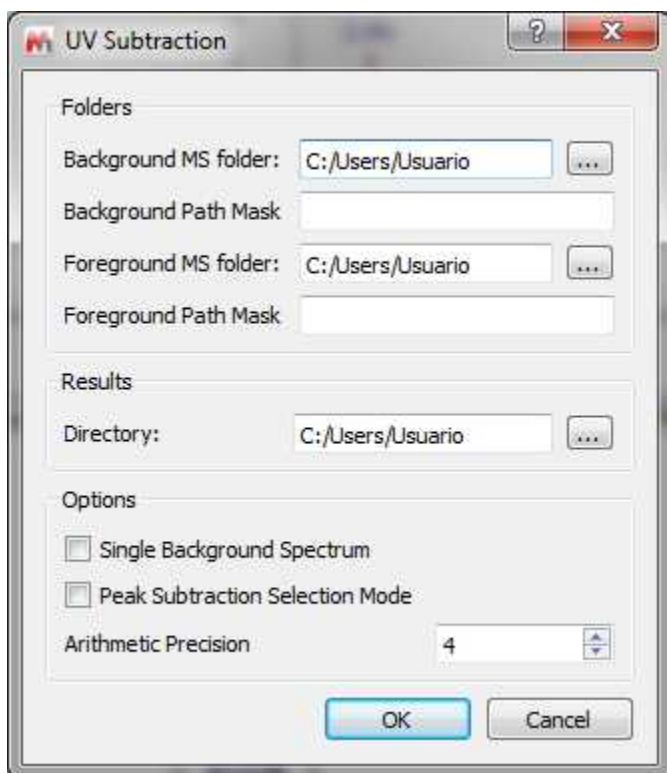 UV Subtraction
Folders
Background MS folder: C:/Users/Usuario ...
Background Path Mask
Foreground MS folder: C:/Users/Usuario ...
Foreground Path Mask
Results
Directory: C:/Users/Usuario ...
Options
Single Background Spectrum
Peak Subtraction Selection Mode
Arithmetic Precision 4
OK Cancel